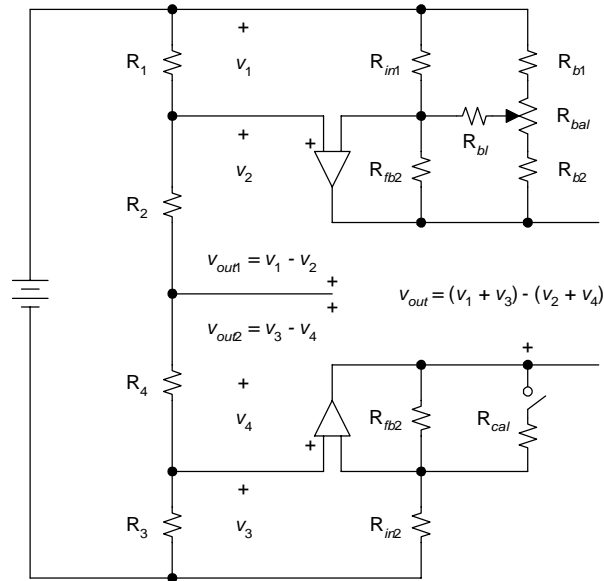 +
R1
v1
Rin1
Rb1
+
+
v2
Rbl
Rbal
R2
Rfb2
Rb2
vout1 = v1 - v2
+
+
vout = (v1 + v3) - (v2 + v4)
vout2 = v3 - v4
+
R4
+
v4
+
Rfb2
Rcal
+
R3
v3
Rin2